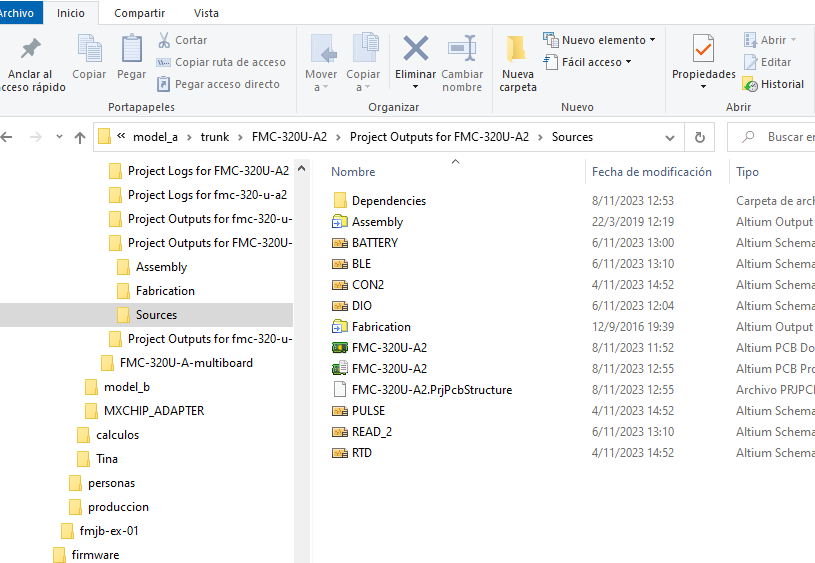 Archivo Inicio Compartir Vista
Anclar al acceso rápido
Copiar
Pegar
Cortar
Copiar ruta de acceso
Pegar acceso directo
Portapapeles
Mover a
Copiar a
Eliminar
Cambiar nombre
Organizar
Nueva carpeta
Nuevo elemento
Fácil acceso
Nuevo
Propiedades
Abrir
Editar
Historial
Abrir
« model_a > trunk > FMC-320U-A2 > Project Outputs for FMC-320U-A2 > Sources
Buscar en
Project Logs for FMC-320U-A2
Project Logs for fmc-320-u-a2
Project Outputs for fmc-320-u-
Project Outputs for FMC-320U-
Assembly
Fabrication
Sources
Project Outputs for fmc-320-u-
FMC-320U-A-multiboard
model_b
MXCHIP_ADAPTER
calculos
Tina
personas
produccion
fmjb-ex-01
firmware
Nombre Fecha de modificación Tipo
Dependencies 8/11/2023 12:53 Carpeta de arch
Assembly 22/3/2019 12:19 Altium Output
BATTERY 6/11/2023 13:00 Altium Schema
BLE 6/11/2023 13:10 Altium Schema
CON2 4/11/2023 14:52 Altium Schema
DIO 6/11/2023 12:04 Altium Schema
Fabrication 12/9/2016 19:39 Altium Output
FMC-320U-A2 8/11/2023 11:52 Altium PCB Do
FMC-320U-A2 8/11/2023 12:55 Altium PCB Pro
FMC-320U-A2.PrjPcbStructure 8/11/2023 12:55 Archivo PRJPC
PULSE 4/11/2023 14:52 Altium Schema
READ_2 6/11/2023 13:10 Altium Schema
RTD 4/11/2023 14:52 Altium Schema